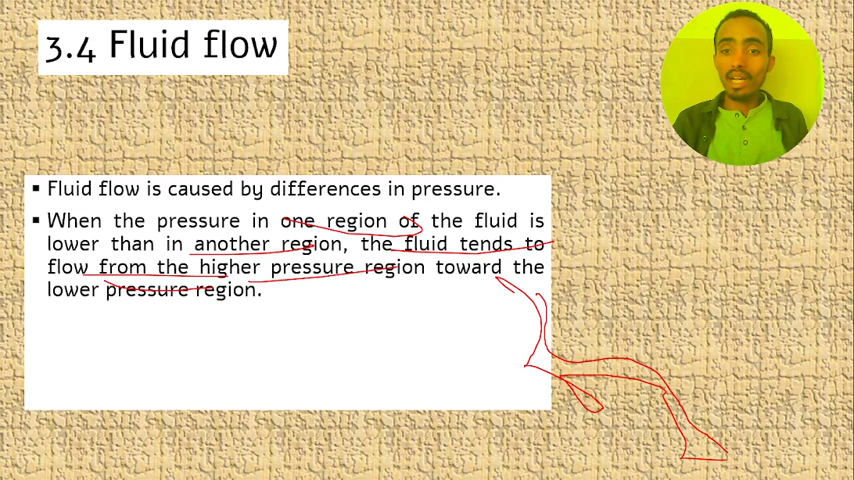 3.4 Fluid flow
▪ Fluid flow is caused by differences in pressure.
▪ When the pressure in one region of the fluid is
lower than in another region, the fluid tends to
flow from the higher pressure region toward the
lower pressure region.